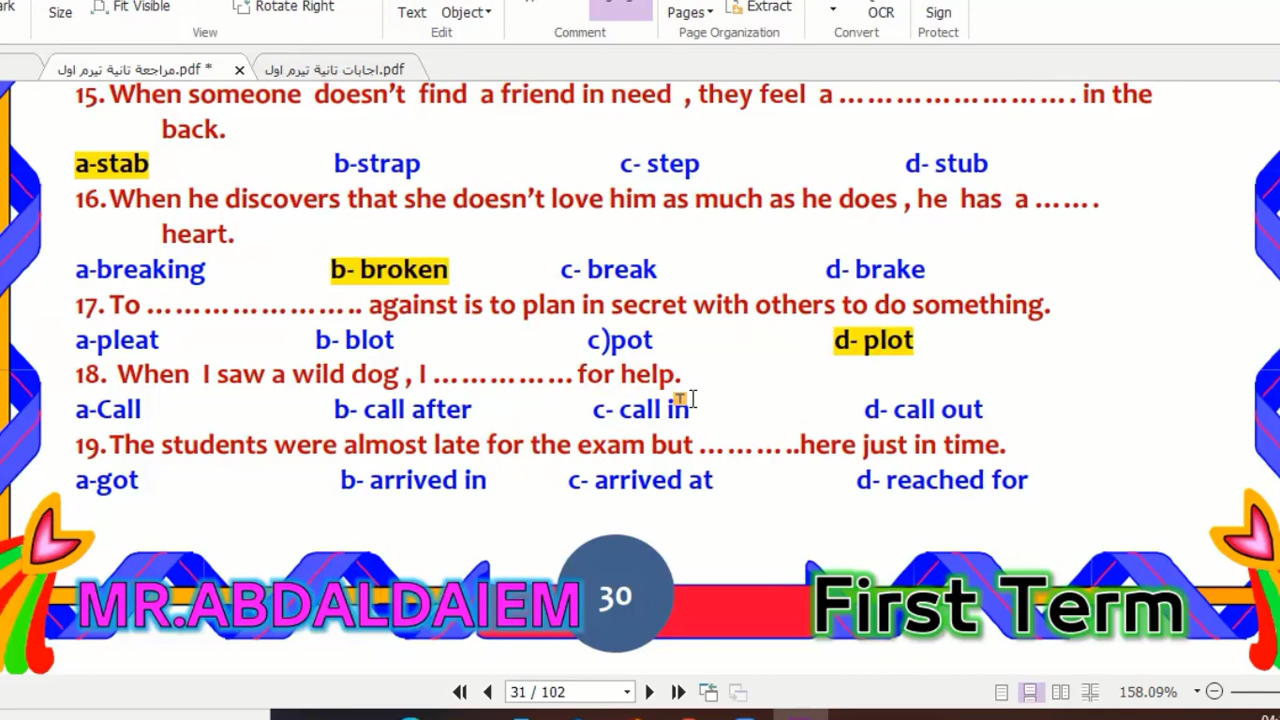 ark
Size
Fit Visible
Rotate Right
Text
Object
Pages
Extract
OCR
Sign
View
Edit
Comment
Page Organization
Convert
Protect
مراجعة تانية تيرم اول.pdf * ×
اجابات تانية تيرم اول.pdf
15. When someone doesn't find a friend in need , they feel a …………………… . in the
back.
a-stab b-strap c- step d- stub
16. When he discovers that she doesn't love him as much as he does , he has a ……. 
heart.
a-breaking b- broken c- break d- brake
17. To ………………….. against is to plan in secret with others to do something.
a-pleat b- blot c)pot d- plot
18. When I saw a wild dog , I …………… for help.
a-Call b- call after c- call in d- call out
19. The students were almost late for the exam but ………..here just in time.
a-got b- arrived in c- arrived at d- reached for
MR.ABDALDAIEM 30 First Term
31 / 102 158.09%